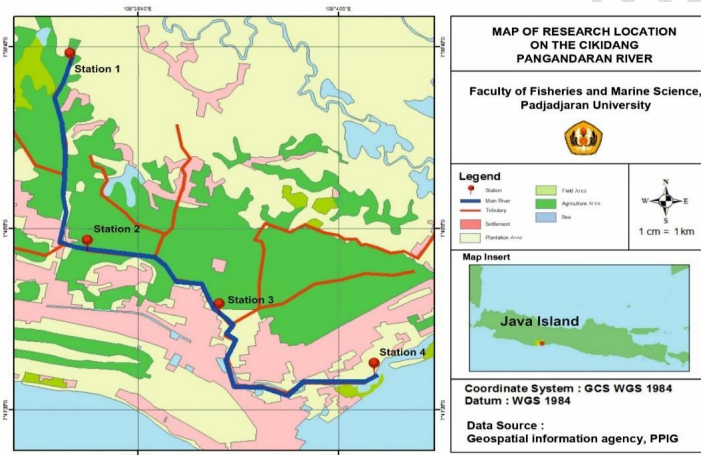 Station 1
Station 2
Station 3
Station 4
MAP OF RESEARCH LOCATION
ON THE CIKIDANG
PANGANDARAN RIVER
Faculty of Fisheries and Marine Science,
Padjadjaran University
Legend
Station
Main River
Tributary
Settlement
Plantation Area
Field Area
Agriculture Area
Sea
N
W E
S
1 cm = 1km
Map Insert
Java Island
Coordinate System : GCS WGS 1984
Datum : WGS 1984
Data Source :
Geospatial information agency, PPIG